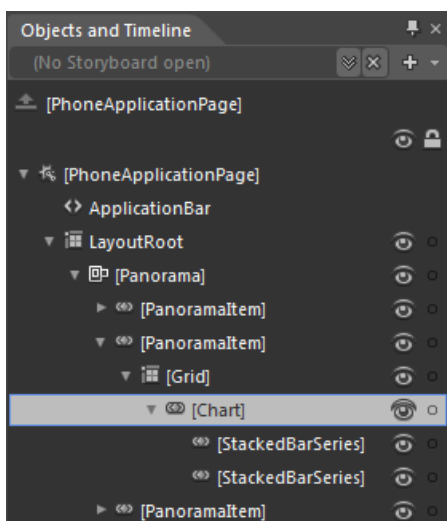 Objects and Timeline
(No Storyboard open)
[PhoneApplicationPage]
[PhoneApplicationPage]
ApplicationBar
LayoutRoot
[Panorama]
[PanoramaItem]
[PanoramaItem]
[Grid]
[Chart]
[StackedBarSeries]
[StackedBarSeries]
[PanoramaItem]